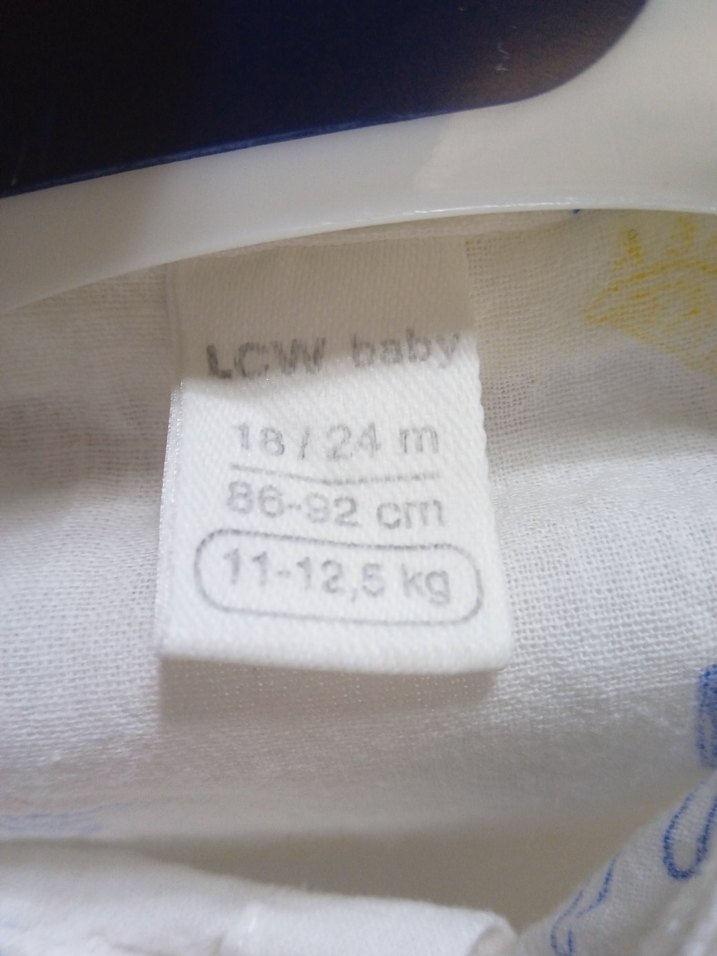 LCW baby
18 / 24 m
86-92 cm
11-12,5 kg